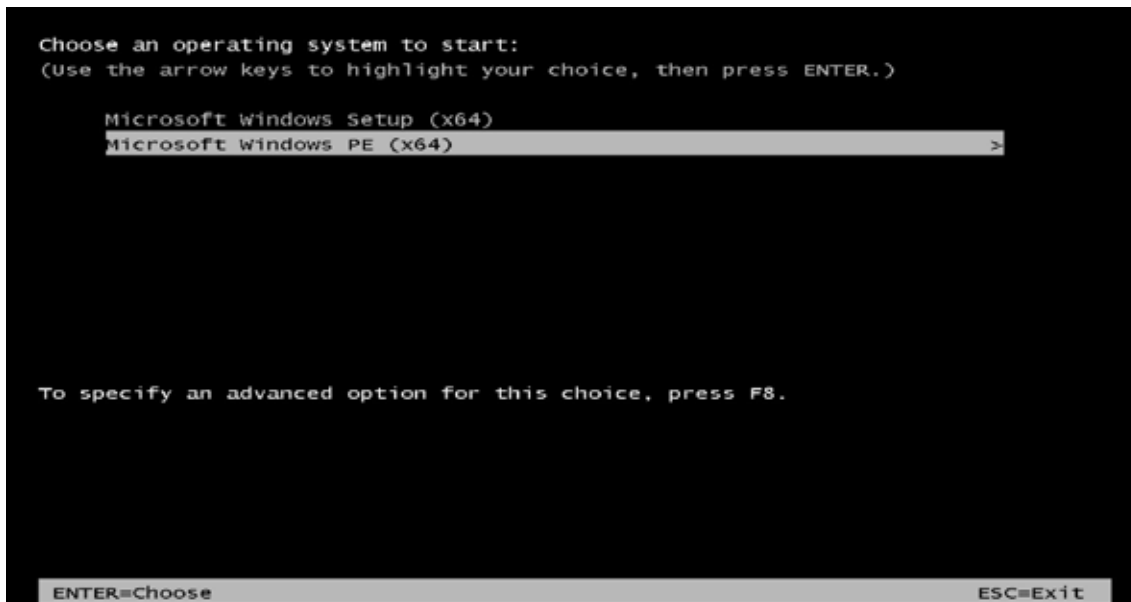 Choose an operating system to start:
(Use the arrow keys to highlight your choice, then press ENTER.)
Microsoft Windows Setup (x64)
Microsoft Windows PE (x64) >
To specify an advanced option for this choice, press F8.
ENTER=Choose ESC=Exit